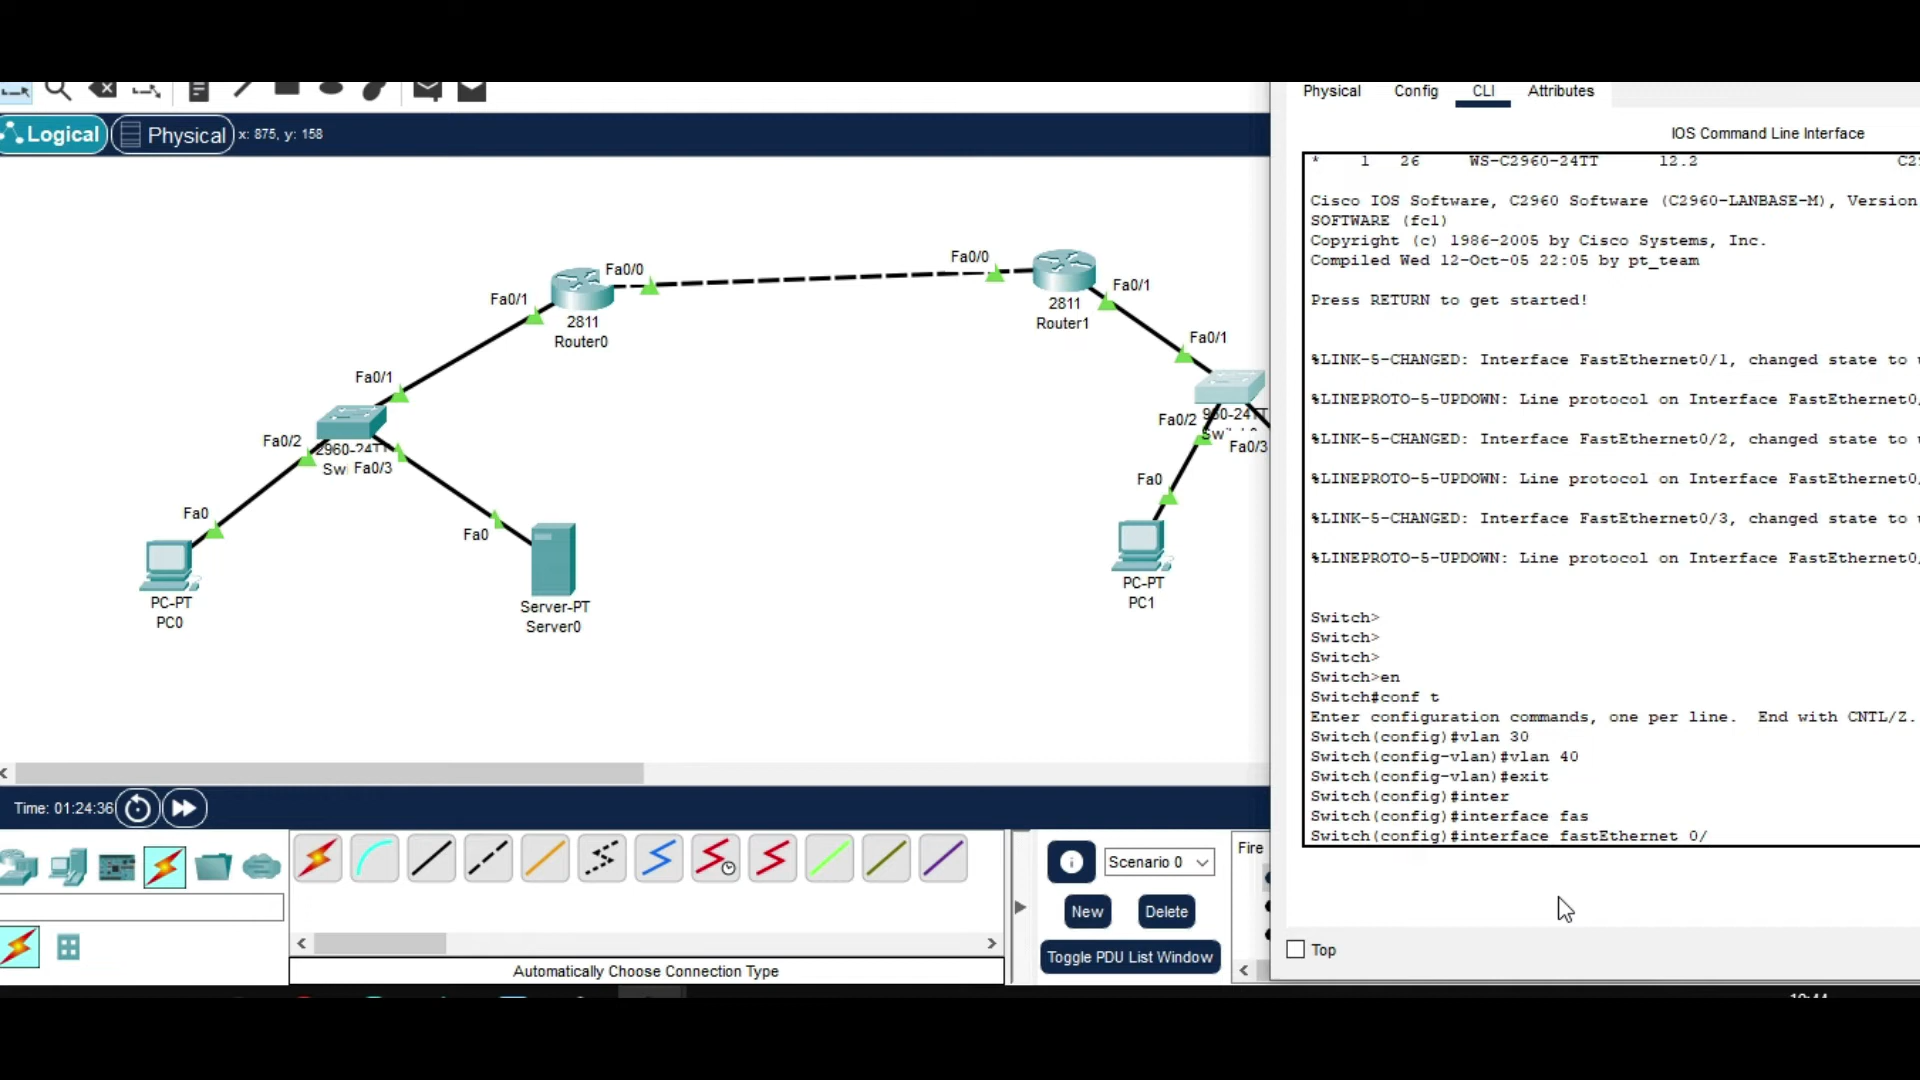 Physical Config CLI Attributes
Logical Physical x: 875, y: 158
IOS Command Line Interface
* 1 26 WS-C2960-24TT 12.2
Cisco IOS Software, C2960 Software (C2960-LANBASE-M), Version
SOFTWARE (fc1)
Copyright (c) 1986-2005 by Cisco Systems, Inc.
Compiled Wed 12-Oct-05 22:05 by pt_team
Press RETURN to get started!
%LINK-5-CHANGED: Interface FastEthernet0/1, changed state to
%LINEPROTO-5-UPDOWN: Line protocol on Interface FastEthernet0
%LINK-5-CHANGED: Interface FastEthernet0/2, changed state to
%LINEPROTO-5-UPDOWN: Line protocol on Interface FastEthernet0
%LINK-5-CHANGED: Interface FastEthernet0/3, changed state to
%LINEPROTO-5-UPDOWN: Line protocol on Interface FastEthernet0
Switch>
Switch>
Switch>
Switch>en
Switch#conf t
Enter configuration commands, one per line. End with CNTL/Z.
Switch(config)#vlan 30
Switch(config-vlan)#vlan 40
Switch(config-vlan)#exit
Switch(config)#inter
Switch(config)#interface fas
Switch(config)#interface fastEthernet 0/
Top
Fa0/0
Fa0/1
2811
Router0
Fa0/0
2811
Router1
Fa0/1
Fa0/1
Fa0/1
Fa0/2
2960-24TT
Fa0/3
Fa0/2
Fa0/3
Fa0
PC-PT
PC0
Fa0
Server-PT
Server0
Fa0
PC-PT
PC1
Time: 01:24:36
Scenario 0
Fire
New Delete
Toggle PDU List Window
Automatically Choose Connection Type